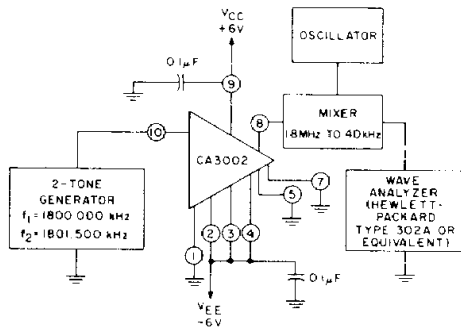 VCC
+6V
OSCILLATOR
0.1µF
9
MIXER
1.8MHz TO 40kHz
8
10
CA3002
7
5
2-TONE
GENERATOR
f1 = 1800.000 kHz
f2 = 1801.500 kHz
WAVE
ANALYZER
(HEWLETT-
PACKARD
TYPE 302A OR
EQUIVALENT)
1
2
3
4
0.1µF
VEE
-6V